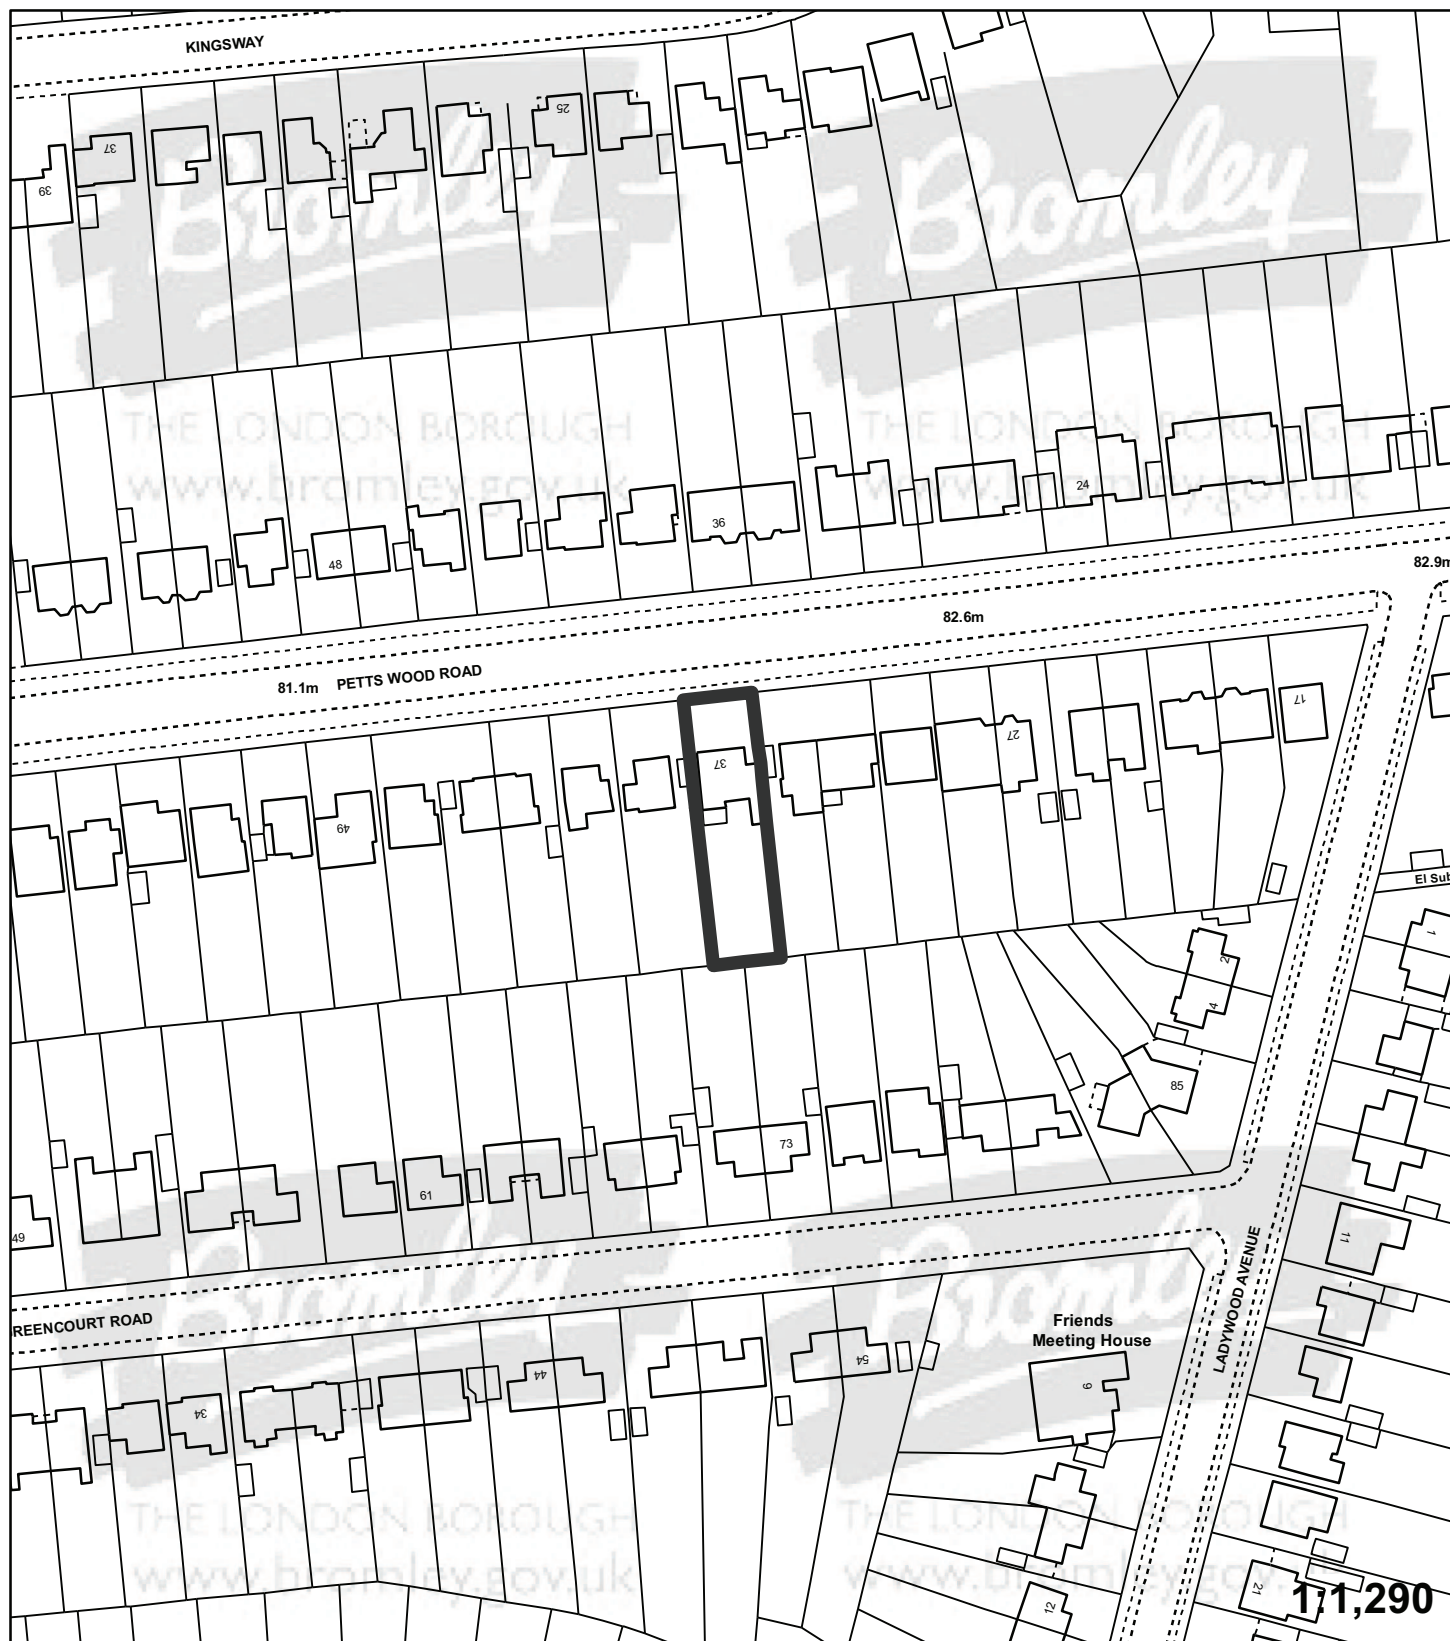 KINGSWAY
25
37
39
Bromley
Bromley
THE LONDON BOROUGH
www.bromley.gov.uk
THE LONDON BOROUGH
www.bromley.gov.uk
24
36
48
82.9m
82.6m
81.1m
PETTS WOOD ROAD
17
27
37
49
El Sub
1
2
4
85
73
61
49
11
LADYWOOD AVENUE
Bromley
Bromley
GREENCOURT ROAD
Friends
Meeting House
54
44
34
9
THE LONDON BOROUGH
www.bromley.gov.uk
THE LONDON BOROUGH
www.bromley.gov.uk
12
21
1:1,290